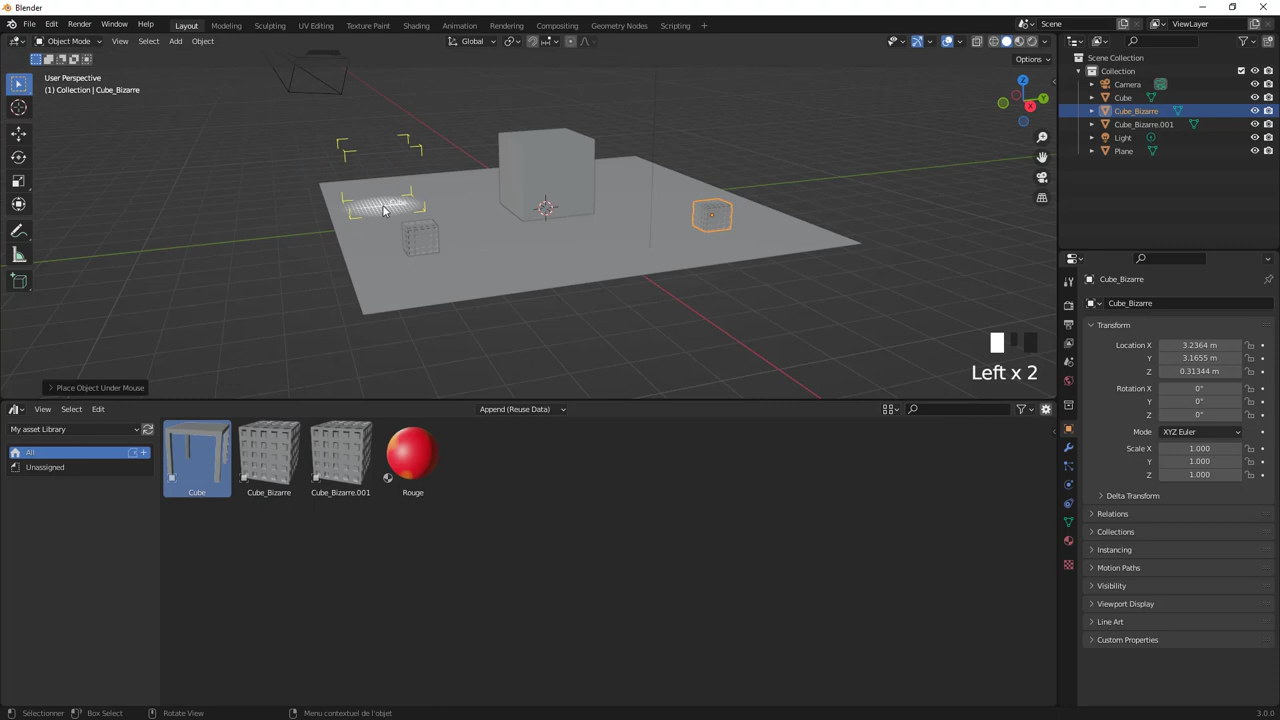 Blender
File Edit Render Window Help Layout Modeling Sculpting UV Editing Texture Paint Shading Animation Rendering Compositing Geometry Nodes Scripting + Scene ViewLayer
Object Mode View Select Add Object Global
Options
User Perspective
(1) Collection | Cube_Bizarre
X
Y
Z
Scene Collection
Collection
Camera
Cube
Cube_Bizarre
Cube_Bizarre.001
Light
Plane
Left x 2
Place Object Under Mouse
Cube_Bizarre
Cube_Bizarre
Transform
Location X 3.2364 m
Y 3.1655 m
Z 0.31344 m
Rotation X 0°
Y 0°
Z 0°
Mode XYZ Euler
Scale X 1.000
Y 1.000
Z 1.000
Delta Transform
Relations
Collections
Instancing
Motion Paths
Visibility
Viewport Display
Line Art
Custom Properties
View Select Edit Append (Reuse Data)
My asset Library
All
Unassigned
Cube Cube_Bizarre Cube_Bizarre.001 Rouge
Sélectionner Box Select Rotate View Menu contextuel de l'objet 3.0.0